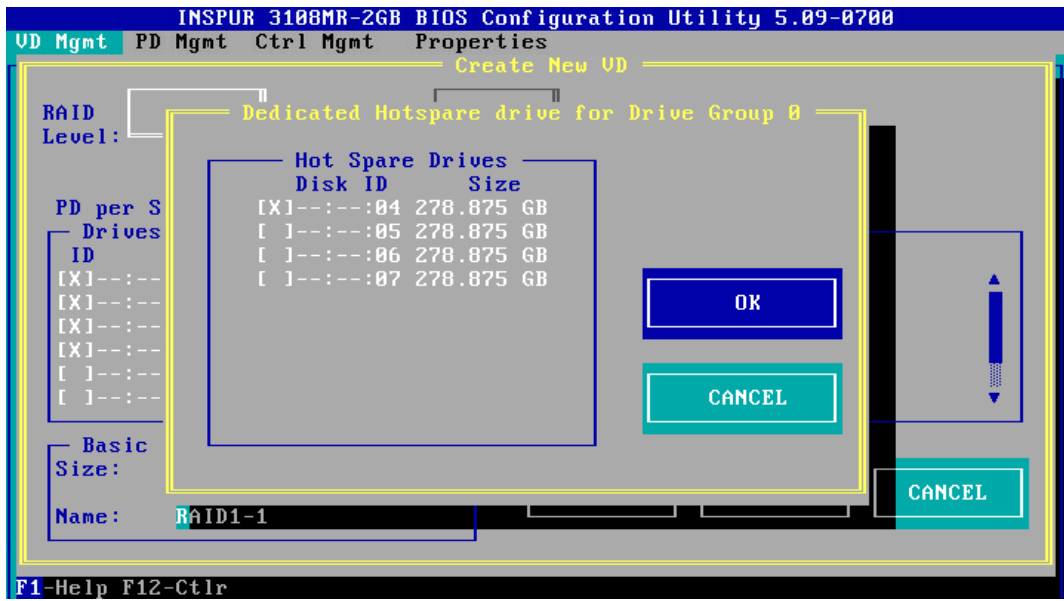 INSPUR 3108MR-2GB BIOS Configuration Utility 5.09-0700
VD Mgmt PD Mgmt Ctrl Mgmt Properties
Create New VD
RAID Level:
Dedicated Hotspare drive for Drive Group 0
Hot Spare Drives
Disk ID Size
[X]--:--:04 278.875 GB
[ ]--:--:05 278.875 GB
[ ]--:--:06 278.875 GB
[ ]--:--:07 278.875 GB
OK
CANCEL
PD per S
Drives
ID
[X]--:--
[X]--:--
[X]--:--
[X]--:--
[ ]--:--
[ ]--:--
Basic
Size:
CANCEL
Name: RAID1-1
F1-Help F12-Ctlr